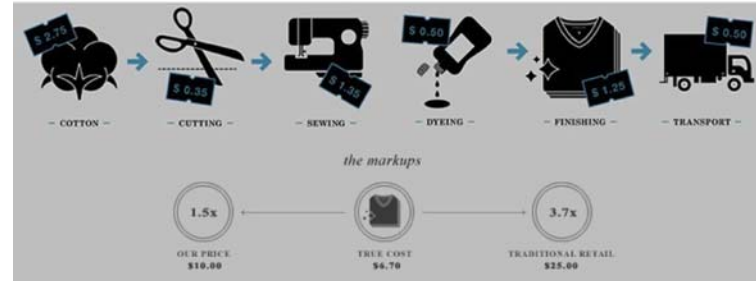 $ 2.75
$ 0.35
$ 1.35
$ 0.50
$ 1.25
$ 0.50
– COTTON – – CUTTING – – SEWING – – DYEING – – FINISHING – – TRANSPORT –
the markups
1.5x 3.7x
OUR PRICE TRUE COST TRADITIONAL RETAIL
$10.00 $6.70 $25.00